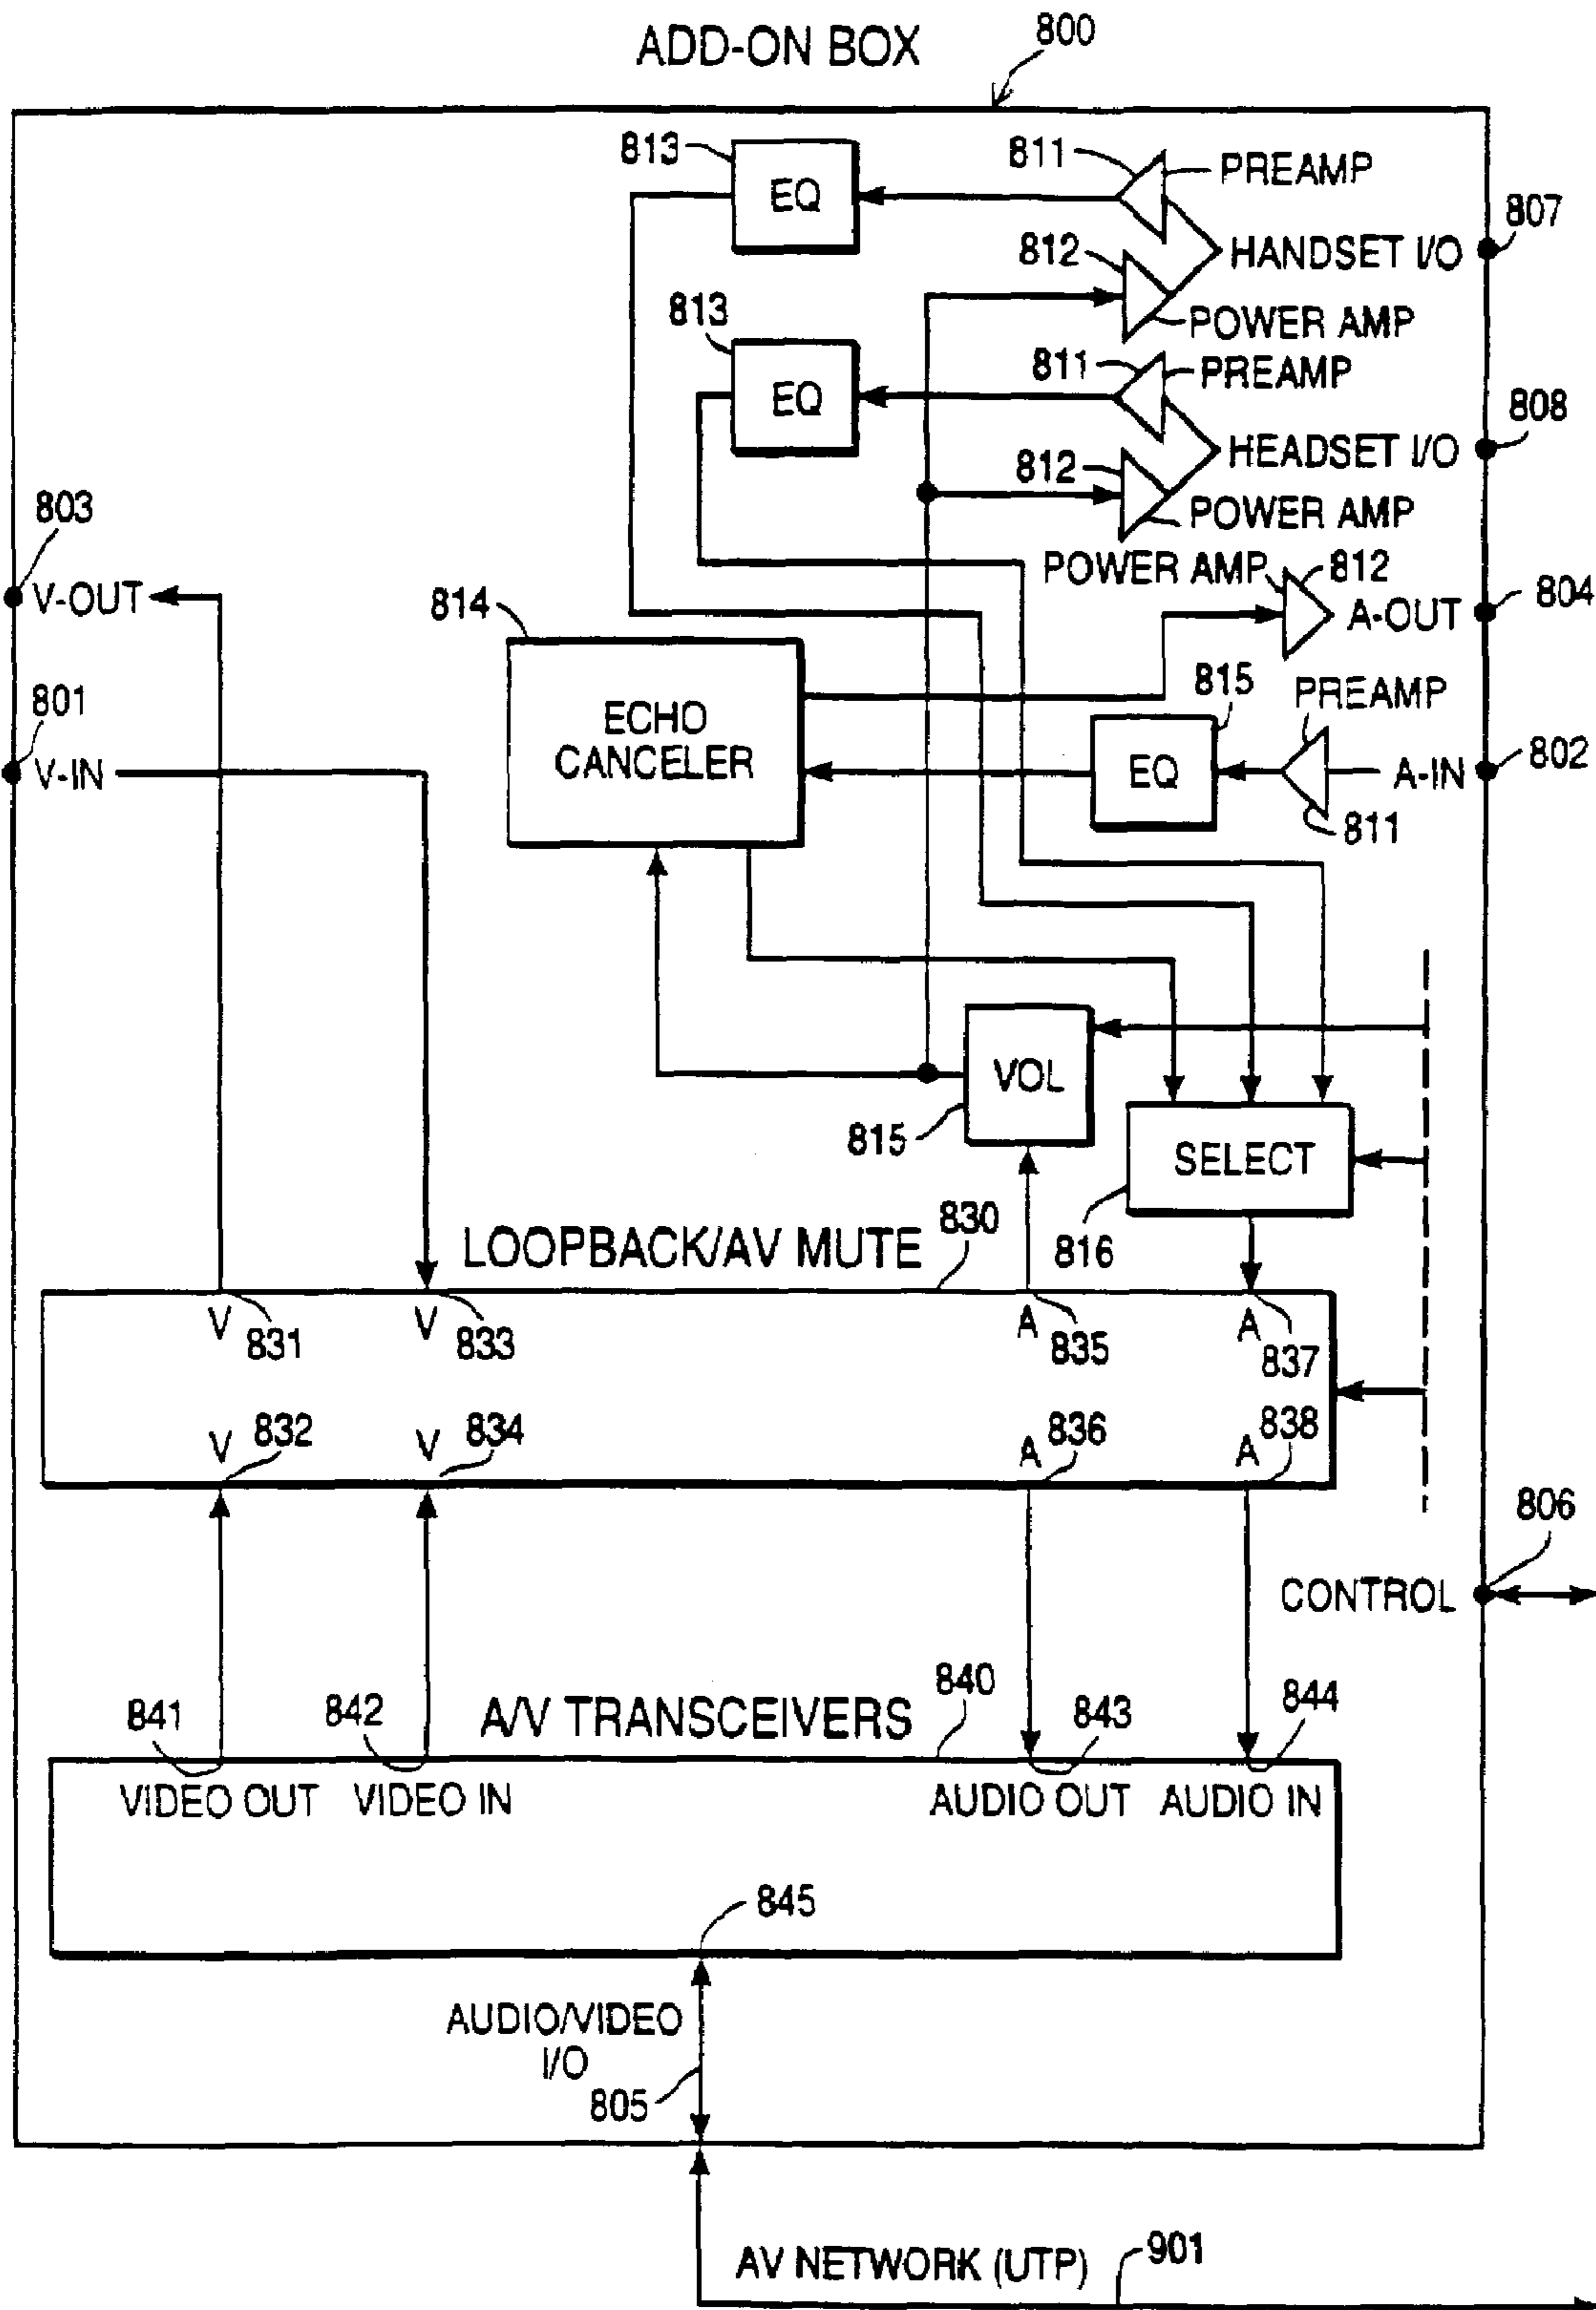 ADD-ON BOX
800
813
EQ
811
PREAMP
807
812
HANDSET I/O
POWER AMP
813
EQ
811
PREAMP
808
812
HEADSET I/O
POWER AMP
803
V-OUT
814
POWER AMP
812
804
A-OUT
801
V-IN
ECHO
CANCELER
815
EQ
PREAMP
A-IN
802
811
VOL
815
SELECT
816
LOOPBACK/AV MUTE
830
V
831
V
833
A
835
A
837
V
832
V
834
A
836
A
838
806
CONTROL
A/V TRANSCEIVERS
840
841
842
843
844
VIDEO OUT
VIDEO IN
AUDIO OUT
AUDIO IN
845
AUDIO/VIDEO
I/O
805
AV NETWORK (UTP)
901